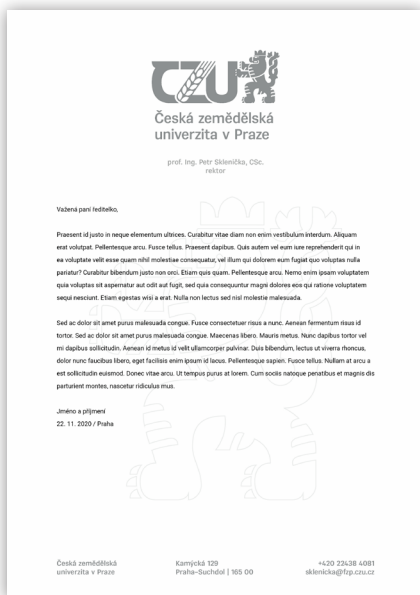 CZU
Česká zemědělská
univerzita v Praze
prof. Ing. Petr Sklenička, CSc.
rektor
Vážená paní ředitelko,
Praesent id justo in neque elementum ultrices. Curabitur vitae diam non enim vestibulum interdum. Aliquam
erat volutpat. Pellentesque arcu. Fusce tellus. Praesent dapibus. Quis autem vel eum iure reprehenderit qui in
ea voluptate velit esse quam nihil molestiae consequatur, vel illum qui dolorem eum fugiat quo voluptas nulla
pariatur? Curabitur bibendum justo non orci. Etiam quis quam. Pellentesque arcu. Nemo enim ipsam voluptatem
quia voluptas sit aspernatur aut odit aut fugit, sed quia consequuntur magni dolores eos qui ratione voluptatem
sequi nesciunt. Etiam egestas wisi a erat. Nulla non lectus sed nisl molestie malesuada.
Sed ac dolor sit amet purus malesuada congue. Fusce consectetuer risus a nunc. Aenean fermentum risus id
tortor. Sed ac dolor sit amet purus malesuada congue. Maecenas libero. Mauris metus. Nunc dapibus tortor vel
mi dapibus sollicitudin. Aenean id metus id velit ullamcorper pulvinar. Duis bibendum, lectus ut viverra rhoncus,
dolor nunc faucibus libero, eget facilisis enim ipsum id lacus. Pellentesque sapien. Fusce tellus. Nullam at arcu a
est sollicitudin euismod. Donec vitae arcu. Ut tempus purus at lorem. Cum sociis natoque penatibus et magnis dis
parturient montes, nascetur ridiculus mus.
Jméno a příjmení
22. 11. 2020 / Praha
Česká zemědělská
univerzita v Praze
Kamýcká 129
Praha-Suchdol | 165 00
+420 22438 4081
sklenicka@fzp.czu.cz